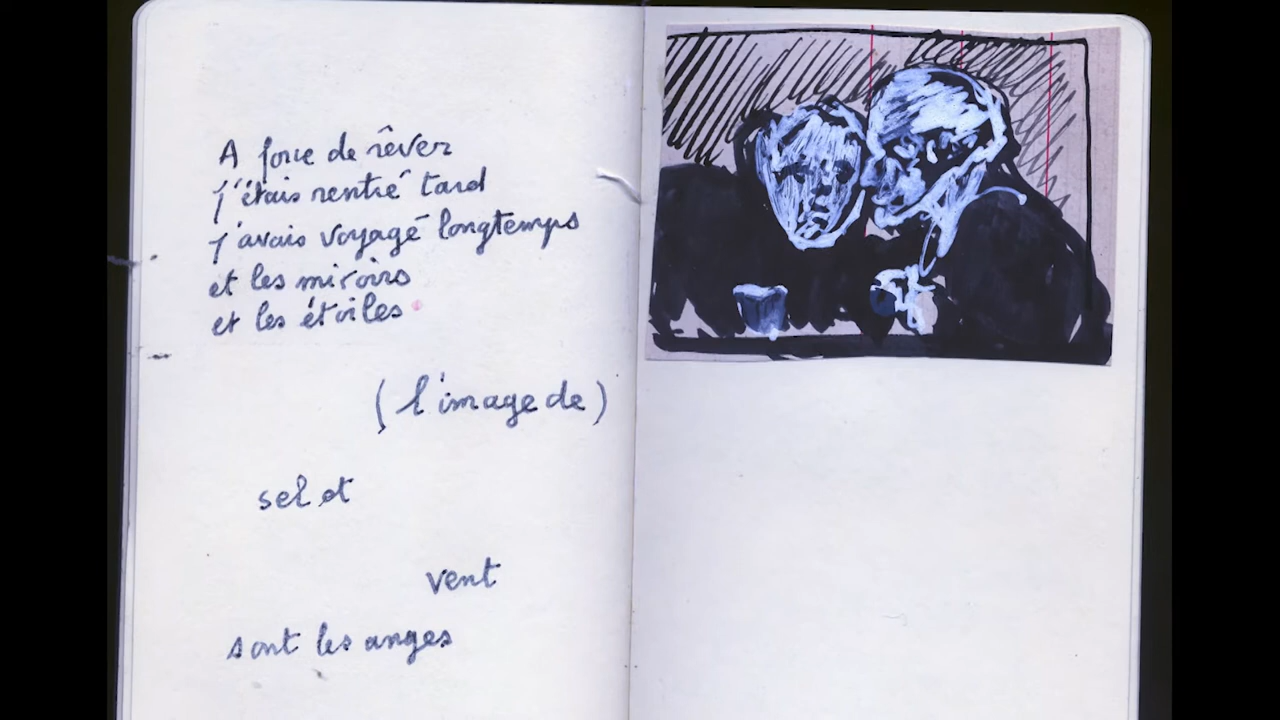 A force de rêver
j'étais rentré tard
j'avais voyagé longtemps
et les miroirs
et les étoiles
(l'image de)
sel et
vent
sont les anges